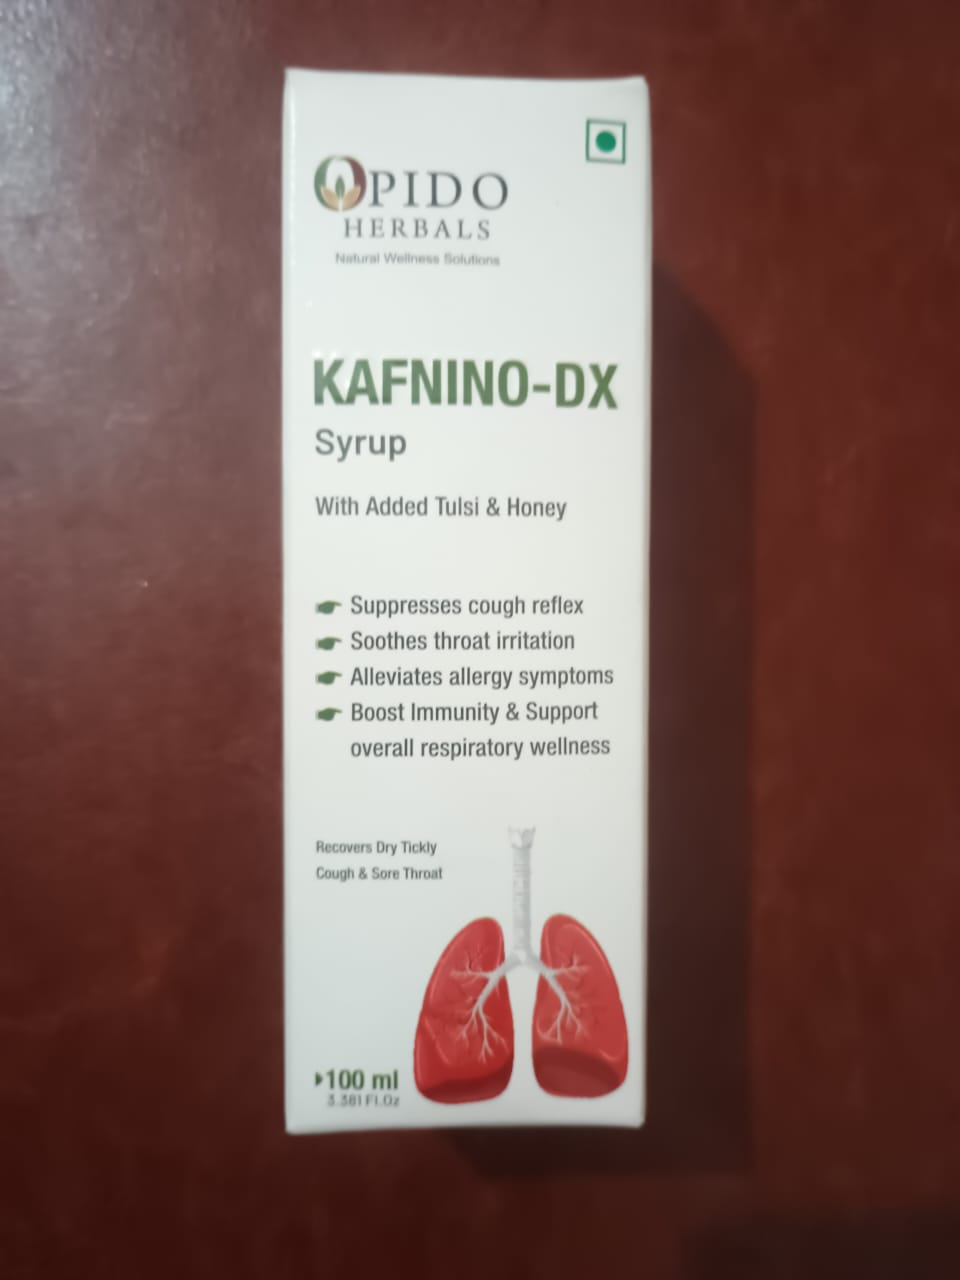 OPIDO
HERBALS
Natural Wellness Solutions
KAFNINO-DX
Syrup
With Added Tulsi & Honey
Suppresses cough reflex
Soothes throat irritation
Alleviates allergy symptoms
Boost Immunity & Support
overall respiratory wellness
Recovers Dry Tickly
Cough & Sore Throat
100 ml
3.381 Fl.Oz